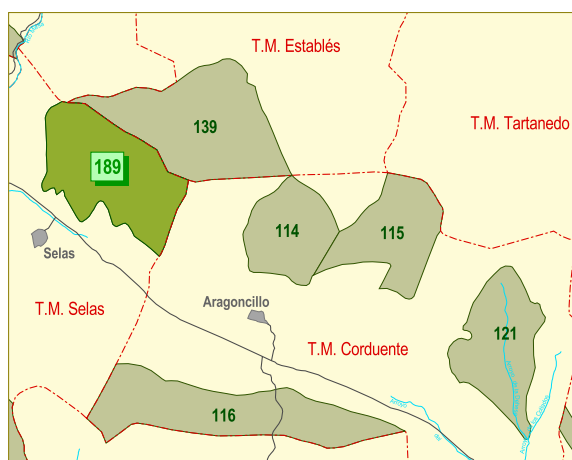 T.M. Establés
T.M. Tartanedo
139
189
114
115
Selas
Aragoncillo
T.M. Selas
T.M. Corduente
121
116